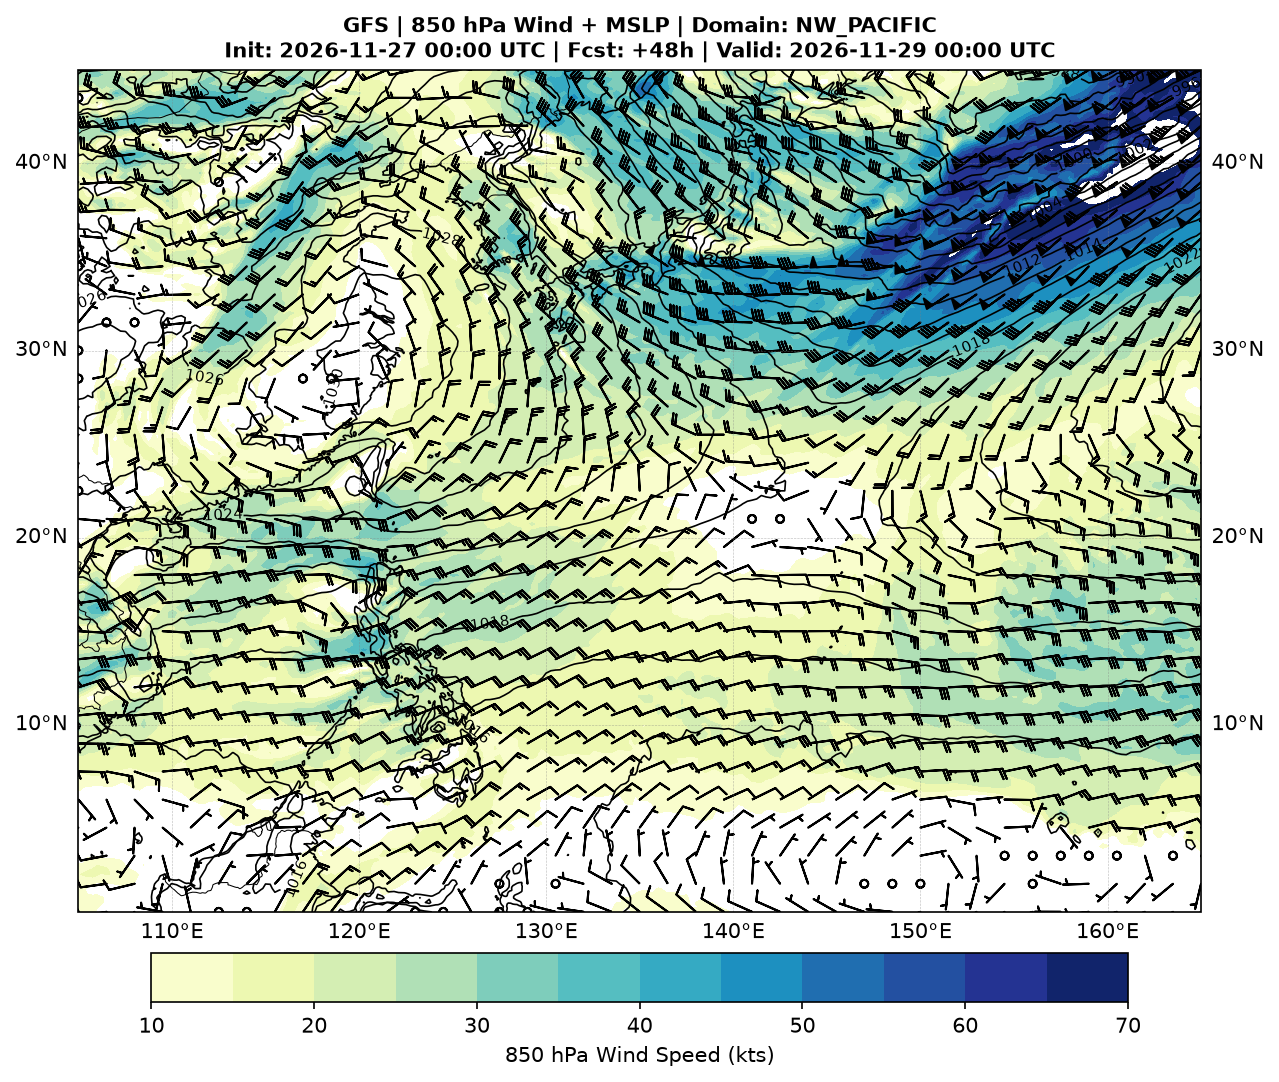 GFS | 850 hPa Wind + MSLP | Domain: NW_PACIFIC
Init: 2026-11-27 00:00 UTC | Fcst: +48h | Valid: 2026-11-29 00:00 UTC
40°N
40°N
1028
1014
1012
1022
026
30°N
30°N
1018
1026
1024
20°N
20°N
1018
10°N
10°N
1016
110°E
120°E
130°E
140°E
150°E
160°E
10
20
30
40
50
60
70
850 hPa Wind Speed (kts)